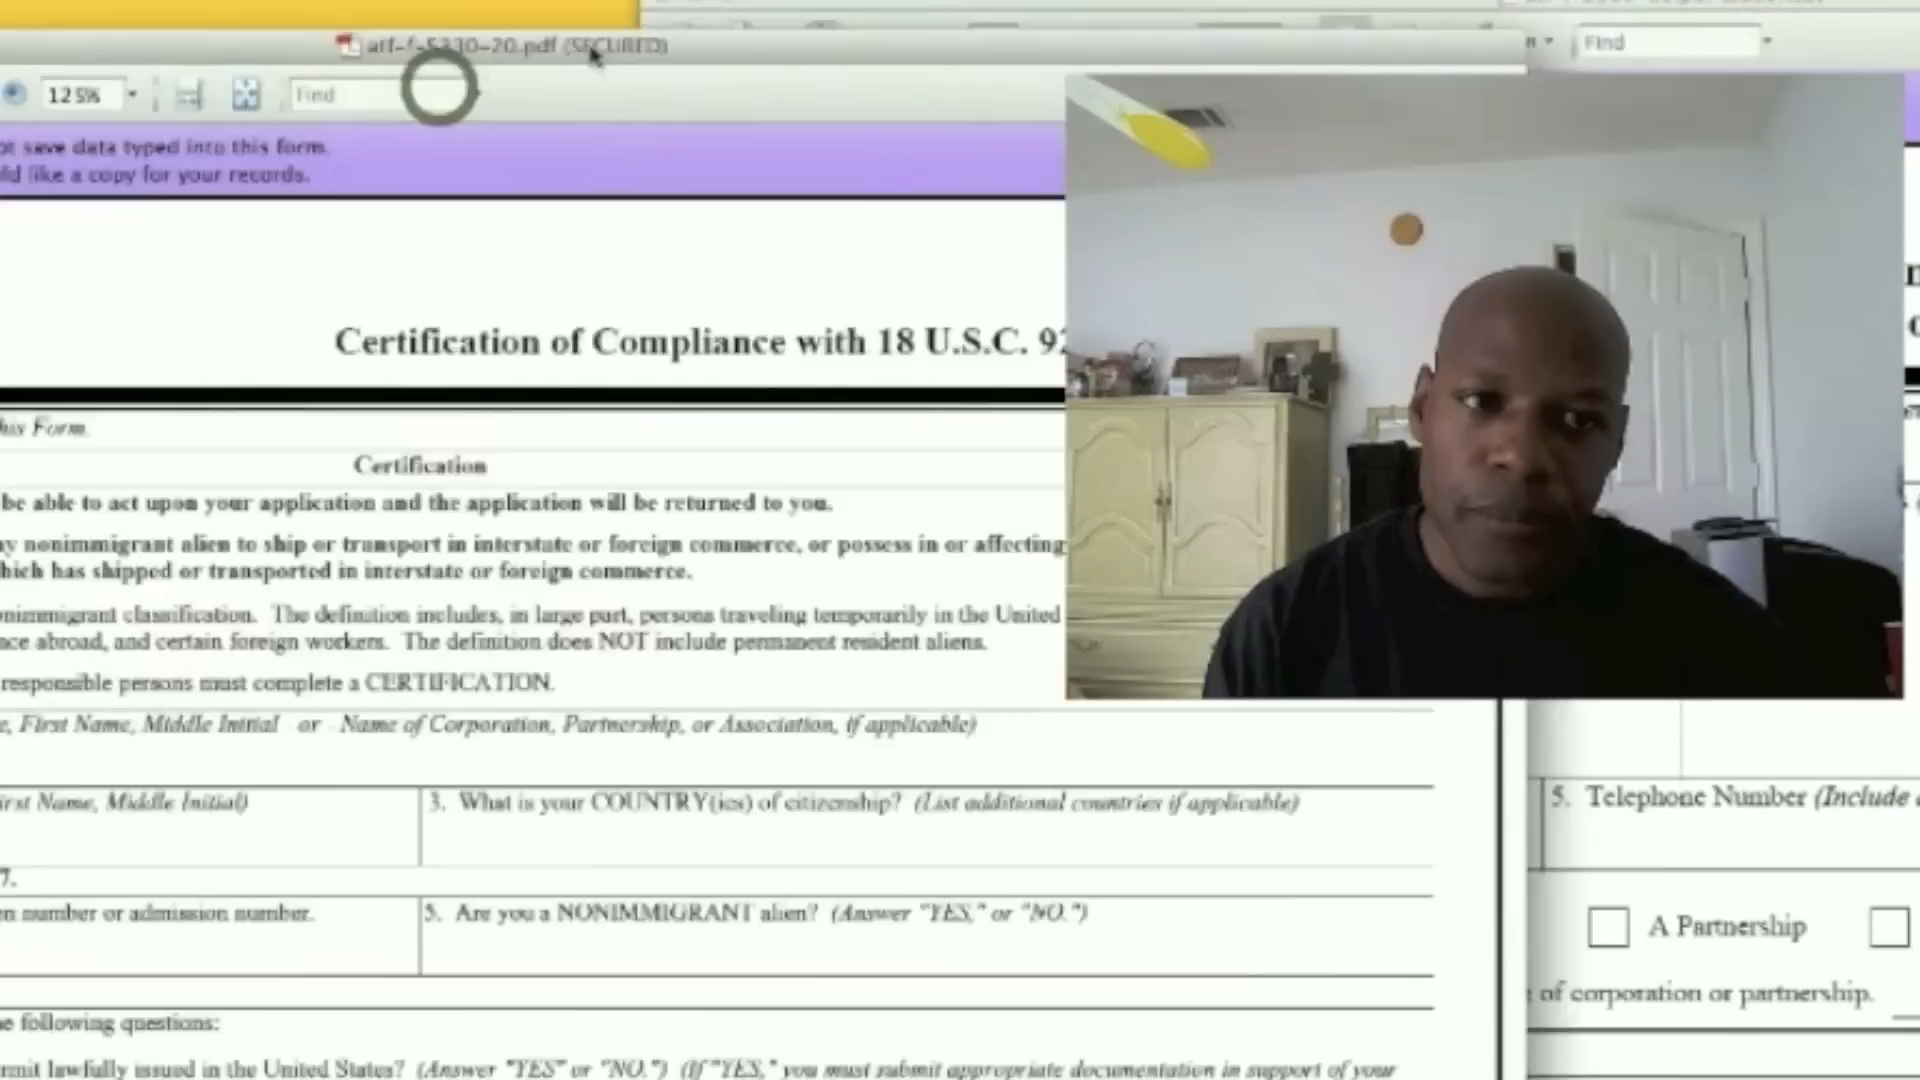 atf-f-5330-20.pdf (SECURED)
Find
125%
Find
ot save data typed into this form.
ld like a copy for your records.
Certification of Compliance with 18 U.S.C. 92
his Form.
Certification
be able to act upon your application and the application will be returned to you.
ny nonimmigrant alien to ship or transport in interstate or foreign commerce, or possess in or affecting
which has shipped or transported in interstate or foreign commerce.
onimmigrant classification. The definition includes, in large part, persons traveling temporarily in the United
nce abroad, and certain foreign workers. The definition does NOT include permanent resident aliens.
responsible persons must complete a CERTIFICATION.
e, First Name, Middle Initial or Name of Corporation, Partnership, or Association, if applicable)
irst Name, Middle Initial)
3. What is your COUNTRY(ies) of citizenship? (List additional countries if applicable)
5. Telephone Number (Include a
7.
en number or admission number.
5. Are you a NONIMMIGRANT alien? (Answer "YES," or "NO.")
A Partnership
of corporation or partnership.
e following questions:
rmit lawfully issued in the United States? (Answer "YES" or "NO.") (If "YES," you must submit appropriate documentation in support of your